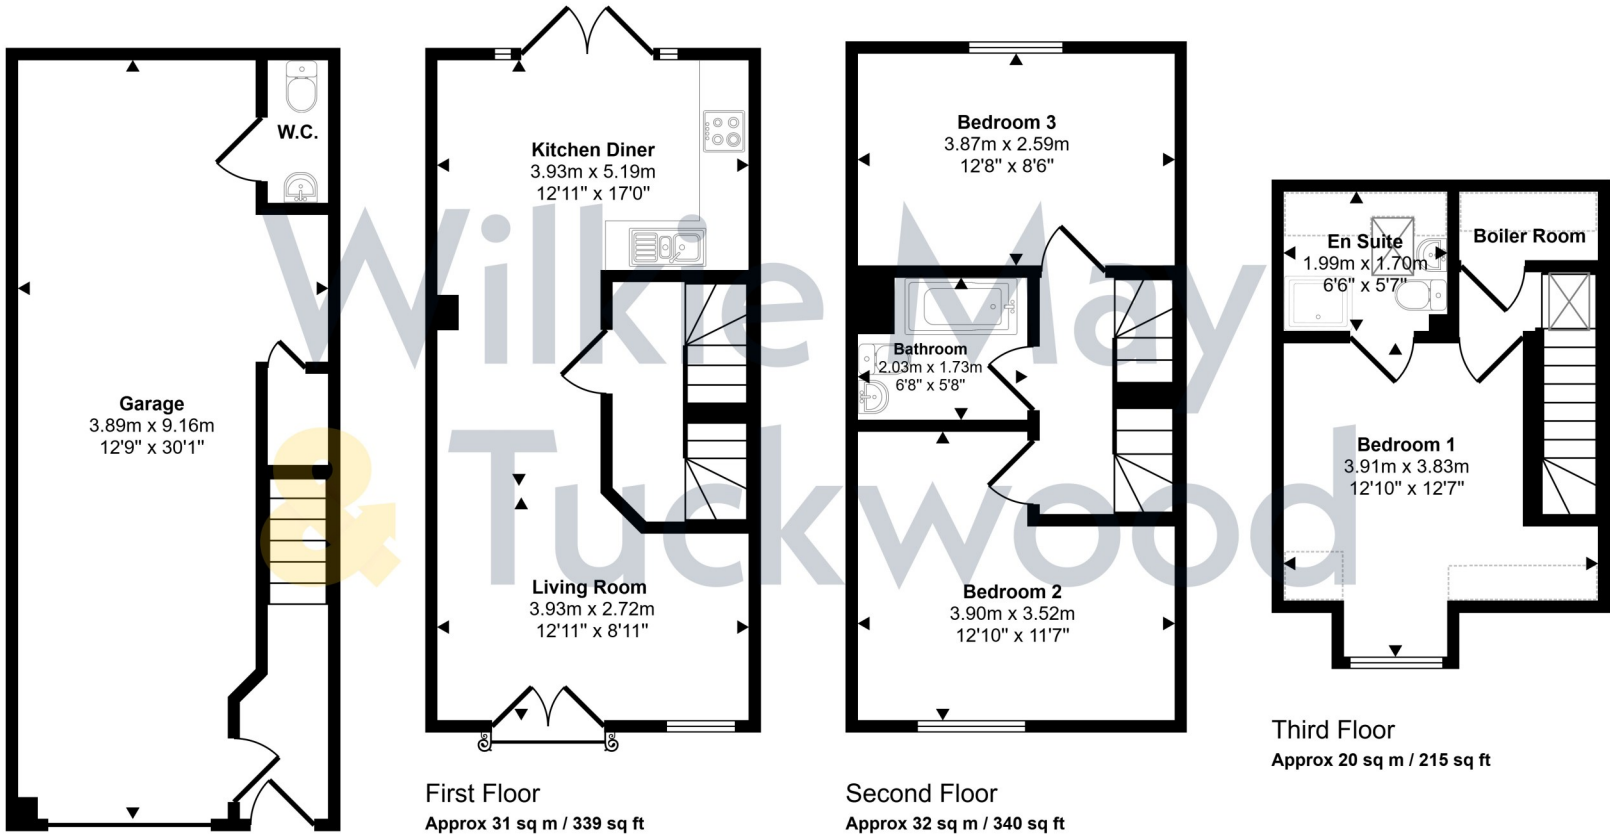 W.C.
Garage
3.89m x 9.16m
12'9" x 30'1"
Kitchen Diner
3.93m x 5.19m
12'11" x 17'0"
Living Room
3.93m x 2.72m
12'11" x 8'11"
First Floor
Approx 31 sq m / 339 sq ft
Bedroom 3
3.87m x 2.59m
12'8" x 8'6"
Bathroom
2.03m x 1.73m
6'8" x 5'8"
Bedroom 2
3.90m x 3.52m
12'10" x 11'7"
Second Floor
Approx 32 sq m / 340 sq ft
En Suite
1.99m x 1.70m
6'6" x 5'7"
Boiler Room
Bedroom 1
3.91m x 3.83m
12'10" x 12'7"
Third Floor
Approx 20 sq m / 215 sq ft
Wilkie May
& Tuckwood